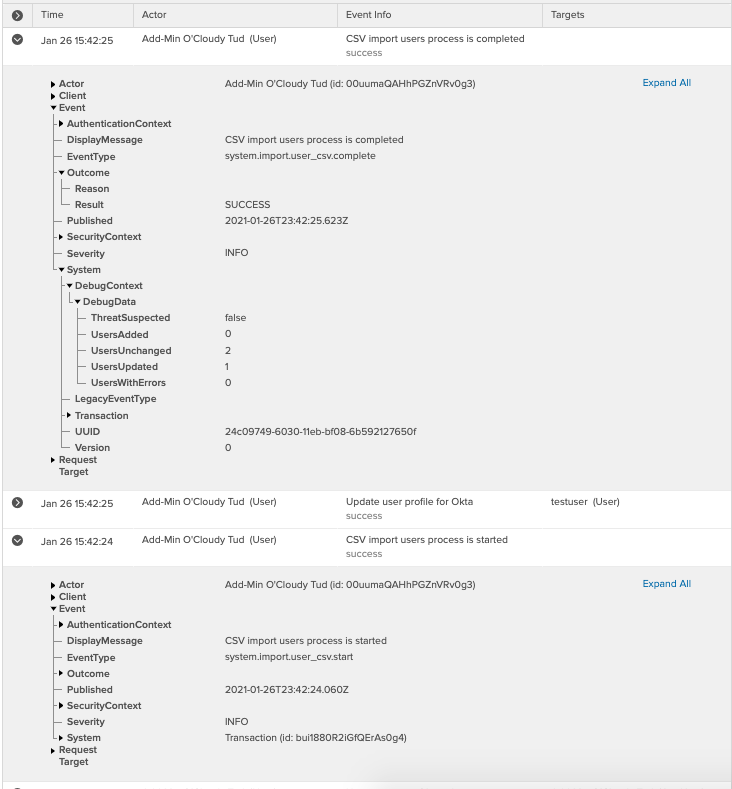 Time Actor Event Info Targets
Jan 26 15:42:25 Add-Min O'Cloudy Tud (User) CSV import users process is completed
success
Actor Add-Min O'Cloudy Tud (id: 00uumaQAHhPGZnVRv0g3) Expand All
Client
Event
AuthenticationContext
DisplayMessage CSV import users process is completed
EventType system.import.user_csv.complete
Outcome
Reason
Result SUCCESS
Published 2021-01-26T23:42:25.623Z
SecurityContext
Severity INFO
System
DebugContext
DebugData
ThreatSuspected false
UsersAdded 0
UsersUnchanged 2
UsersUpdated 1
UsersWithErrors 0
LegacyEventType
Transaction
UUID 24c09749-6030-11eb-bf08-6b592127650f
Version 0
Request
Target
Jan 26 15:42:25 Add-Min O'Cloudy Tud (User) Update user profile for Okta testuser (User)
success
Jan 26 15:42:24 Add-Min O'Cloudy Tud (User) CSV import users process is started
success
Actor Add-Min O'Cloudy Tud (id: 00uumaQAHhPGZnVRv0g3) Expand All
Client
Event
AuthenticationContext
DisplayMessage CSV import users process is started
EventType system.import.user_csv.start
Outcome
Published 2021-01-26T23:42:24.060Z
SecurityContext
Severity INFO
System Transaction (id: bui1880R2iGfQErAs0g4)
Request
Target